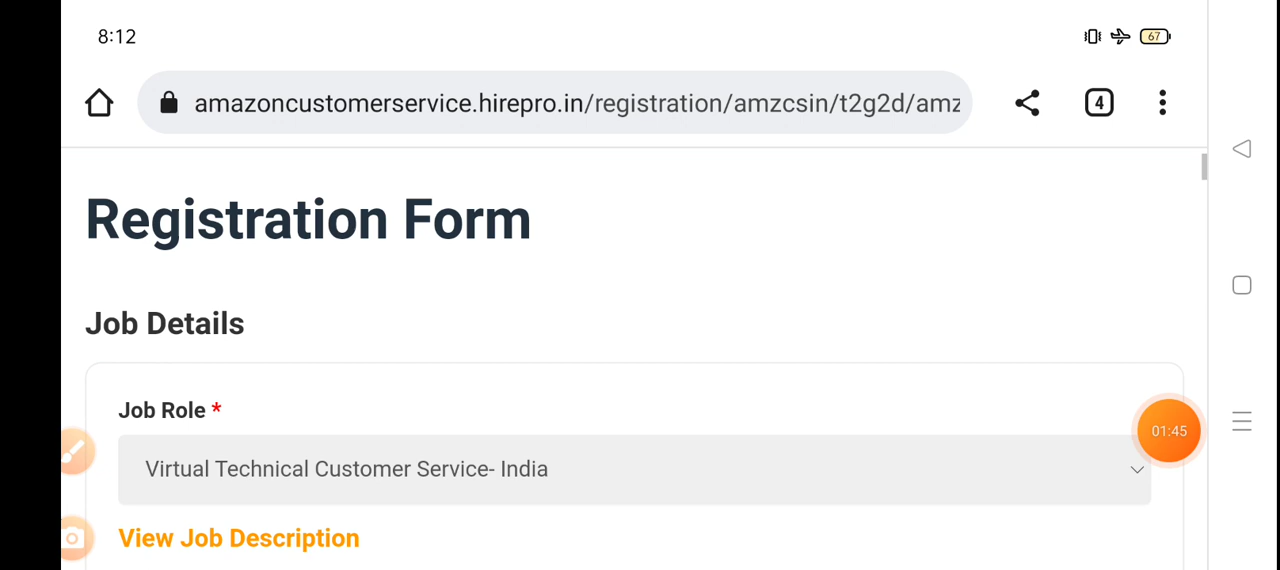 8:12
67
amazoncustomerservice.hirepro.in/registration/amzcsin/t2g2d/amz
4
Registration Form
Job Details
Job Role *
Virtual Technical Customer Service- India
01:45
View Job Description